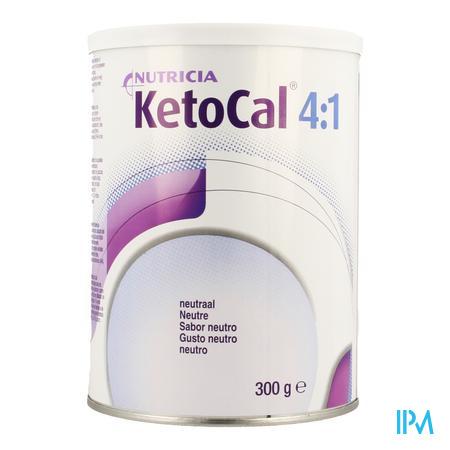 NUTRICIA
KetoCal® 4:1
neutraal
Neutre
Sabor neutro
Gusto neutro
neutro
300 g e
IPM